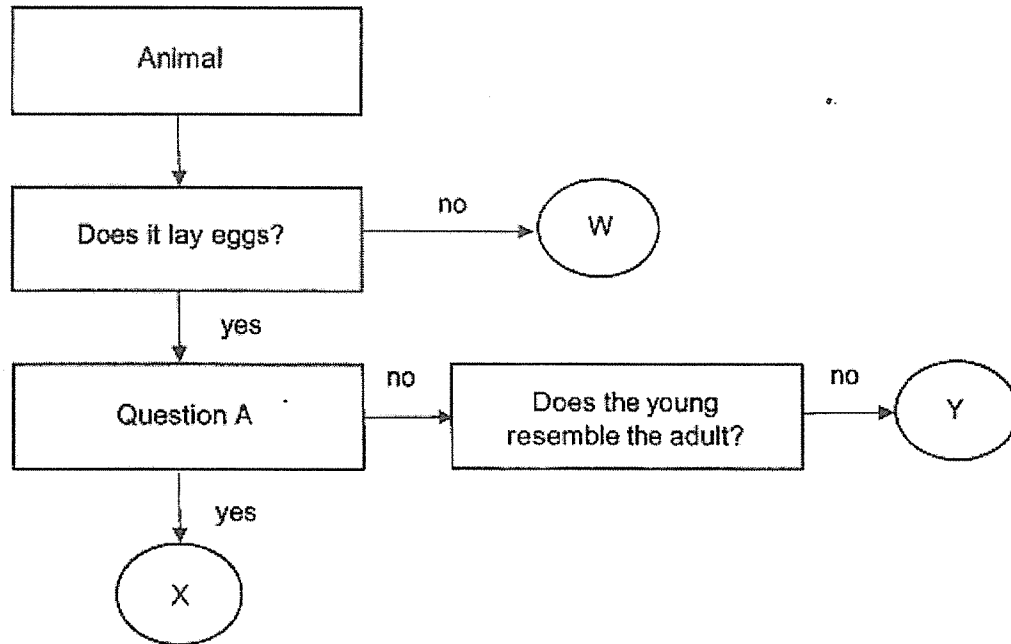 Animal
Does it lay eggs?
no
W
yes
Question A
no
Does the young
resemble the adult?
no
Y
yes
X